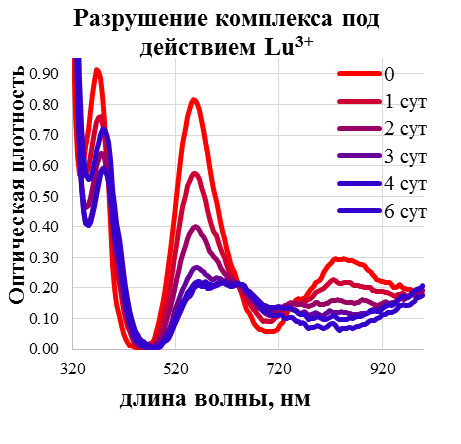 Разрушение комплекса под
действием Lu³⁺
Оптическая плотность
0.90
0.80
0.70
0.60
0.50
0.40
0.30
0.20
0.10
0.00
320
520
720
920
длина волны, нм
0
1 сут
2 сут
3 сут
4 сут
6 сут